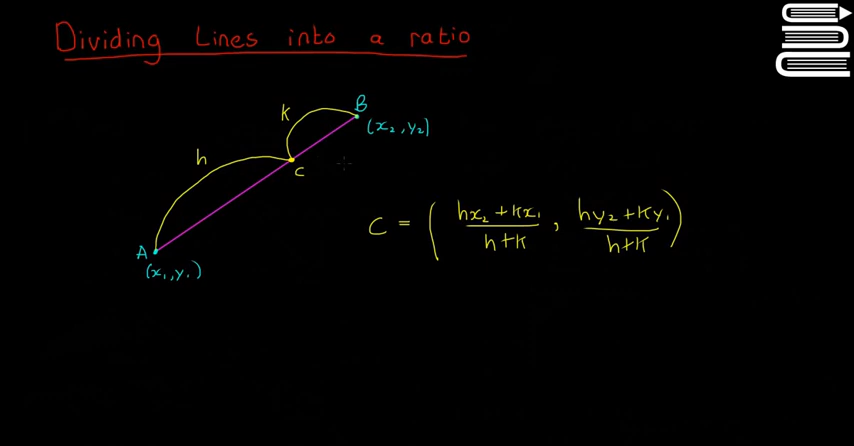 Dividing Lines into a ratio
B
K
(x₂, y₂)
h
C
C = ( hx₂ + Kx₁ / h + K , hy₂ + Ky₁ / h + K )
A
(x₁, y₁)